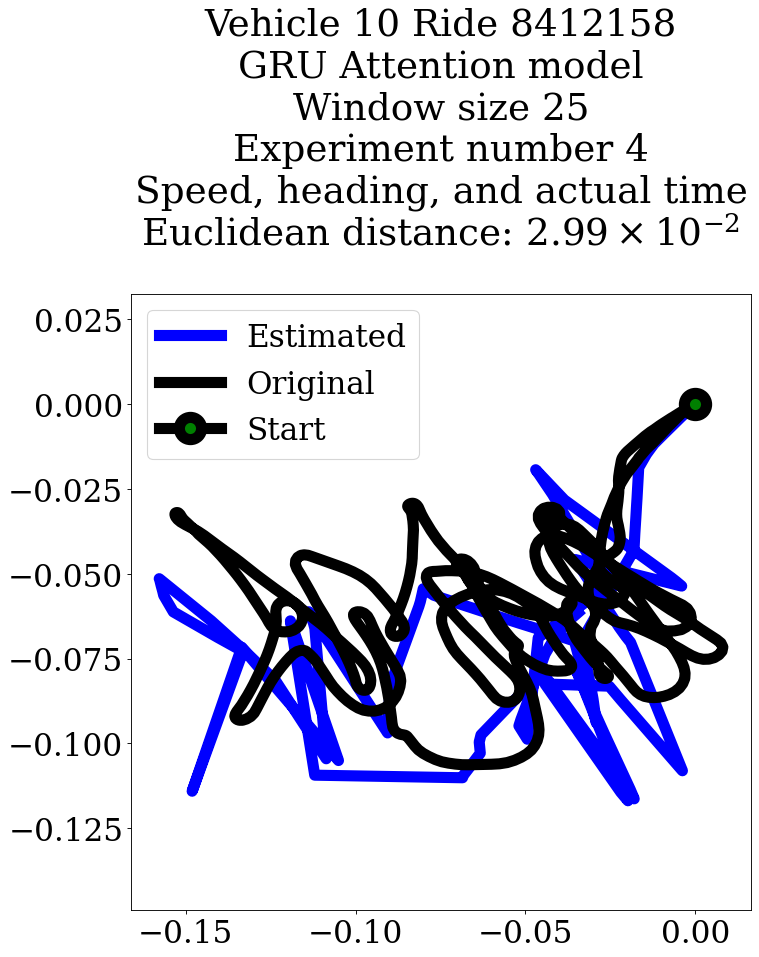 Vehicle 10 Ride 8412158
GRU Attention model
Window size 25
Experiment number 4
Speed, heading, and actual time
Euclidean distance: 2.99 × 10⁻²
Estimated
Original
Start
0.025
0.000
−0.025
−0.050
−0.075
−0.100
−0.125
−0.15 −0.10 −0.05 0.00